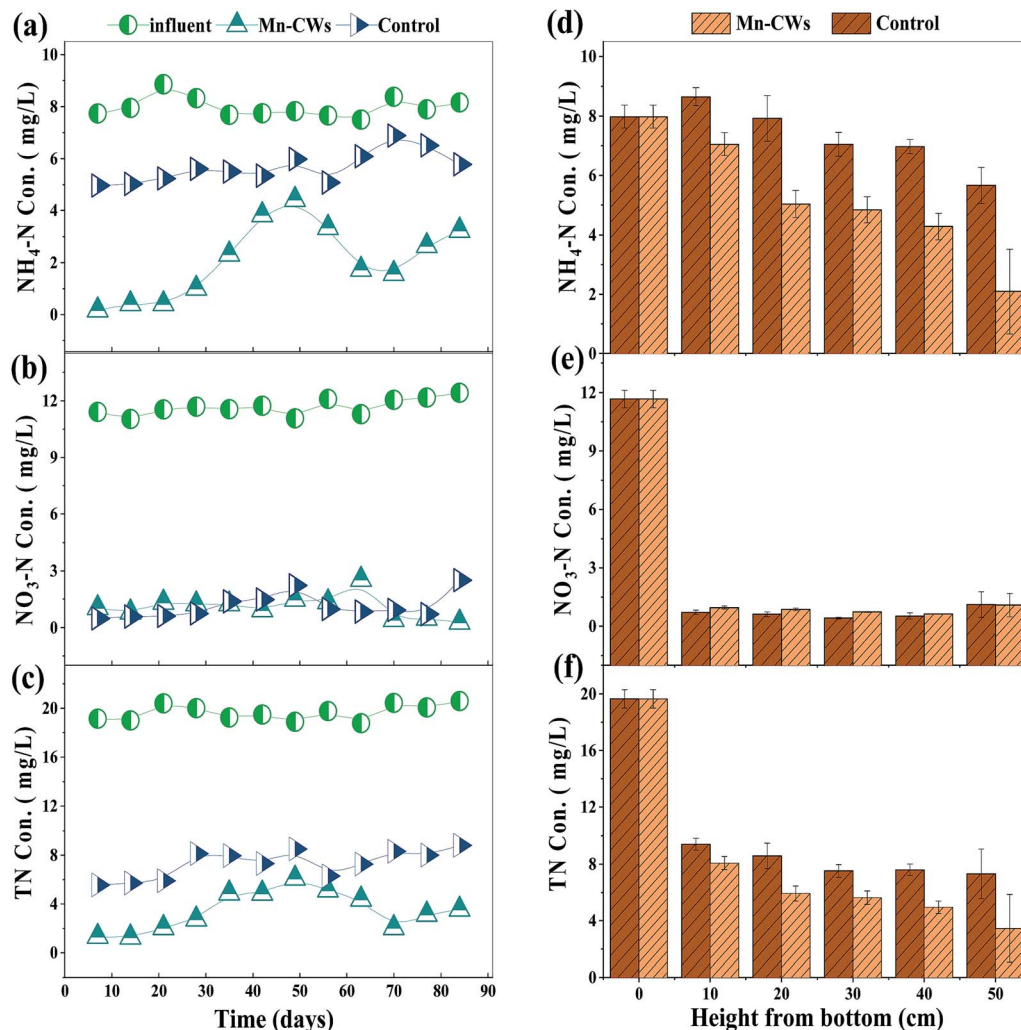 (a)
influent Mn-CWs Control
NH₄-N Con. ( mg/L)
10
8
6
4
2
0
(b)
NO₃-N Con. ( mg/L)
12
9
6
3
0
(c)
TN Con. ( mg/L)
20
16
12
8
4
0
0 10 20 30 40 50 60 70 80 90
Time (days)
(d)
Mn-CWs Control
NH₄-N Con. ( mg/L)
10
8
6
4
2
0
(e)
NO₃-N Con. ( mg/L)
12
9
6
3
0
(f)
TN Con. ( mg/L)
20
16
12
8
4
0
0 10 20 30 40 50
Height from bottom (cm)